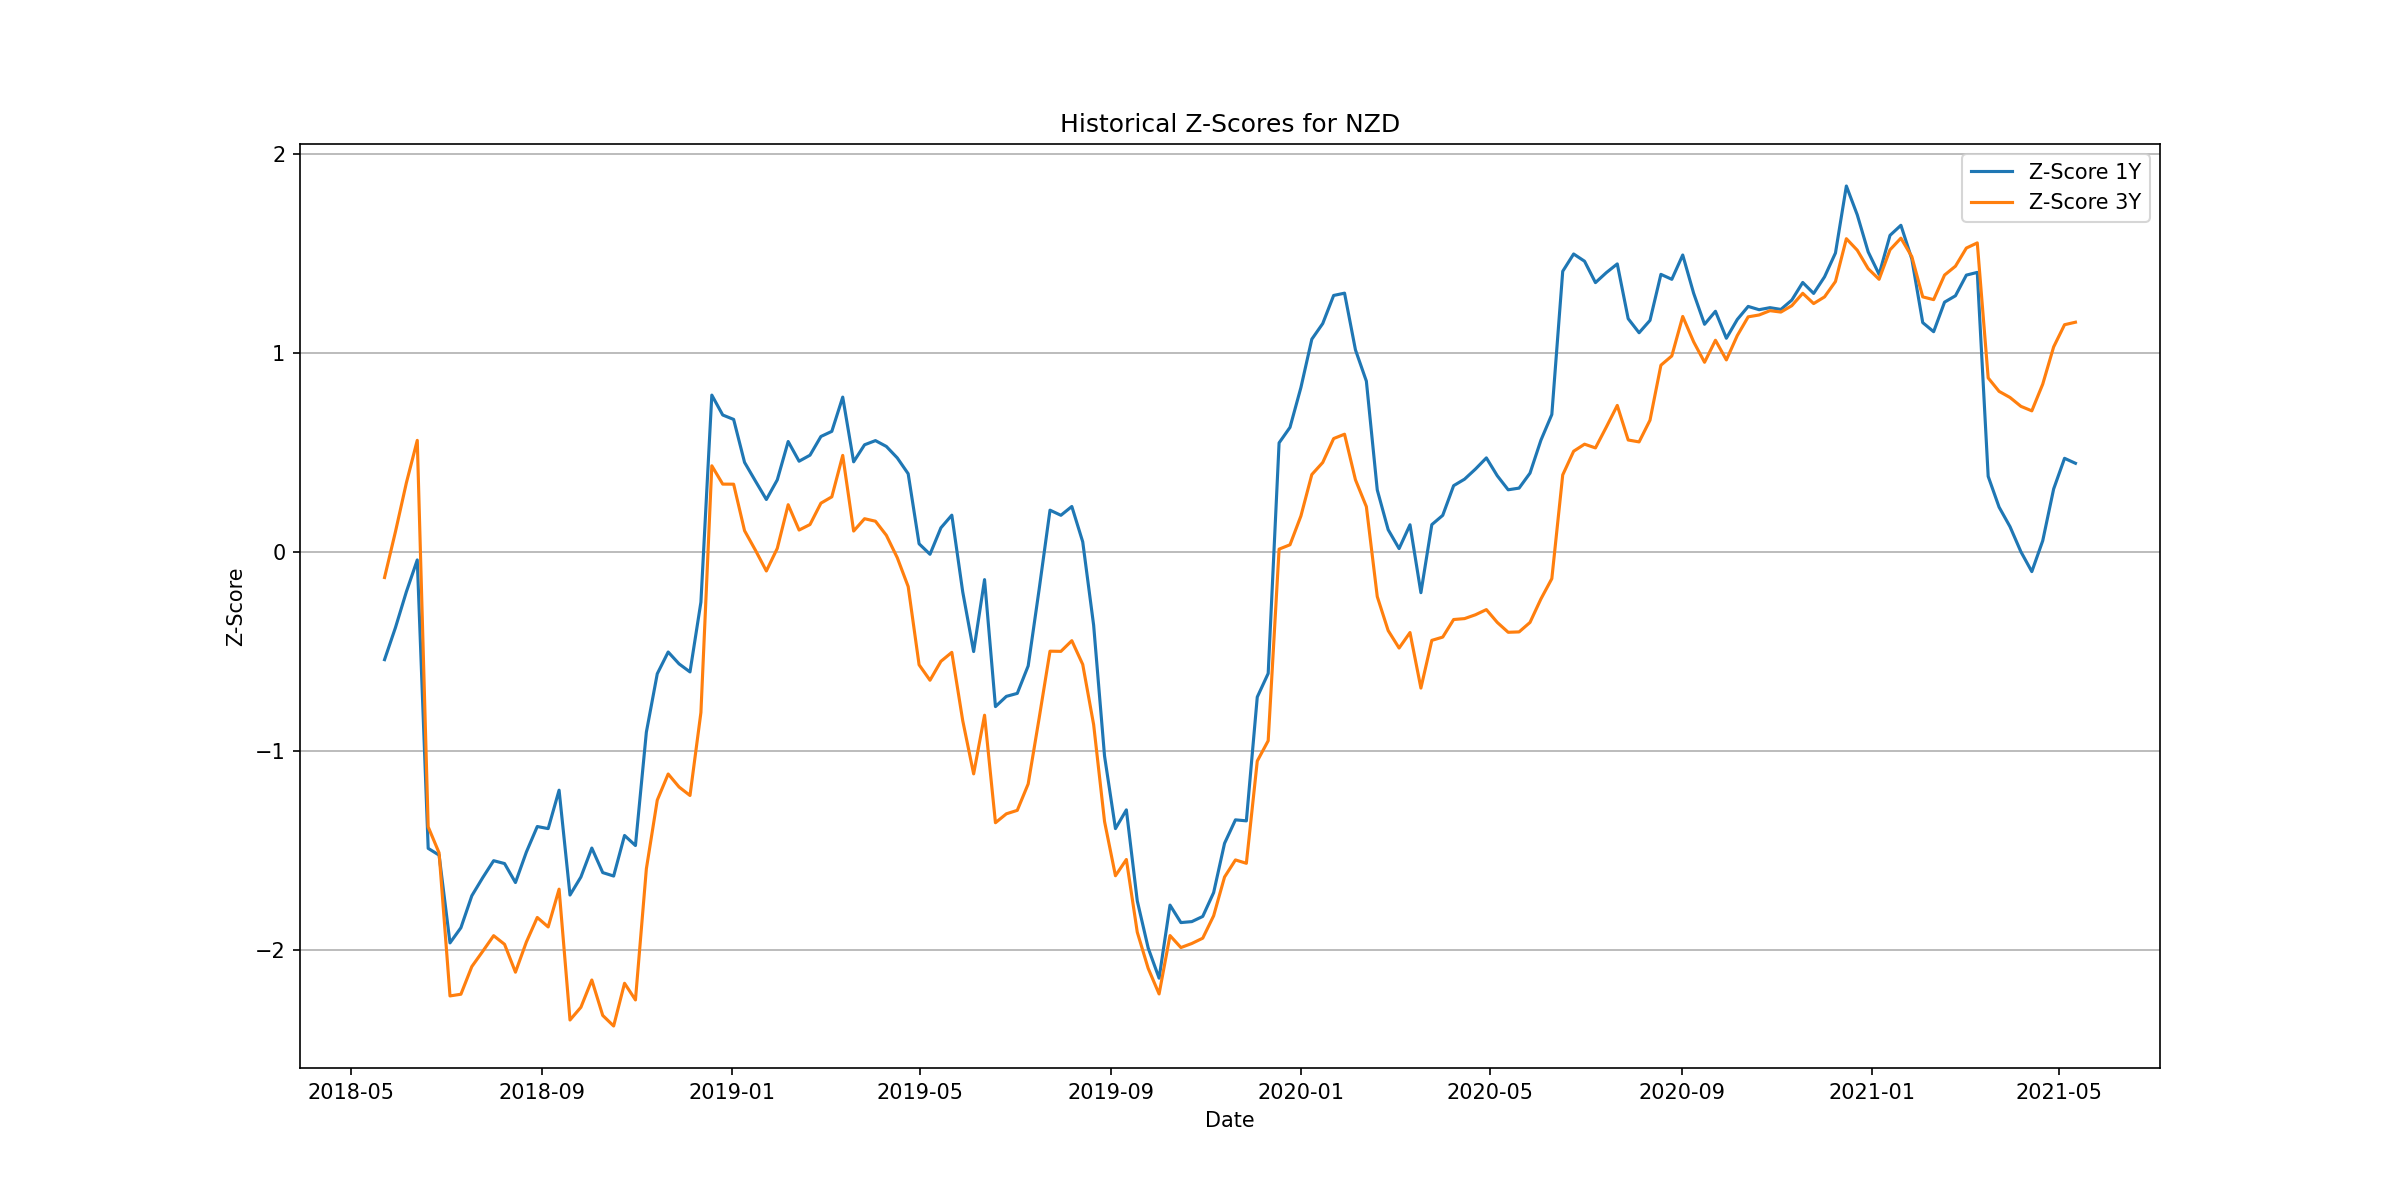 Historical Z-Scores for NZD
Z-Score 1Y
Z-Score 3Y
2
1
0
−1
−2
Z-Score
2018-05 2018-09 2019-01 2019-05 2019-09 2020-01 2020-05 2020-09 2021-01 2021-05
Date